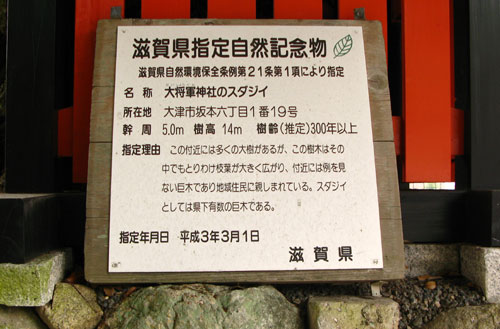 滋賀県指定自然記念物
滋賀県自然環境保全条例第21条第1項により指定
名称 大将軍神社のスダジイ
所在地 大津市坂本六丁目1番19号
幹周 5.0m 樹高 14m 樹齢(推定)300年以上
指定理由 この付近には多くの大樹があるが、この樹木はその
中でもとりわけ枝葉が大きく広がり、付近には例を見
ない巨木であり地域住民に親しまれている。スダジイ
としては県下有数の巨木である。
指定年月日 平成3年3月1日
滋賀県